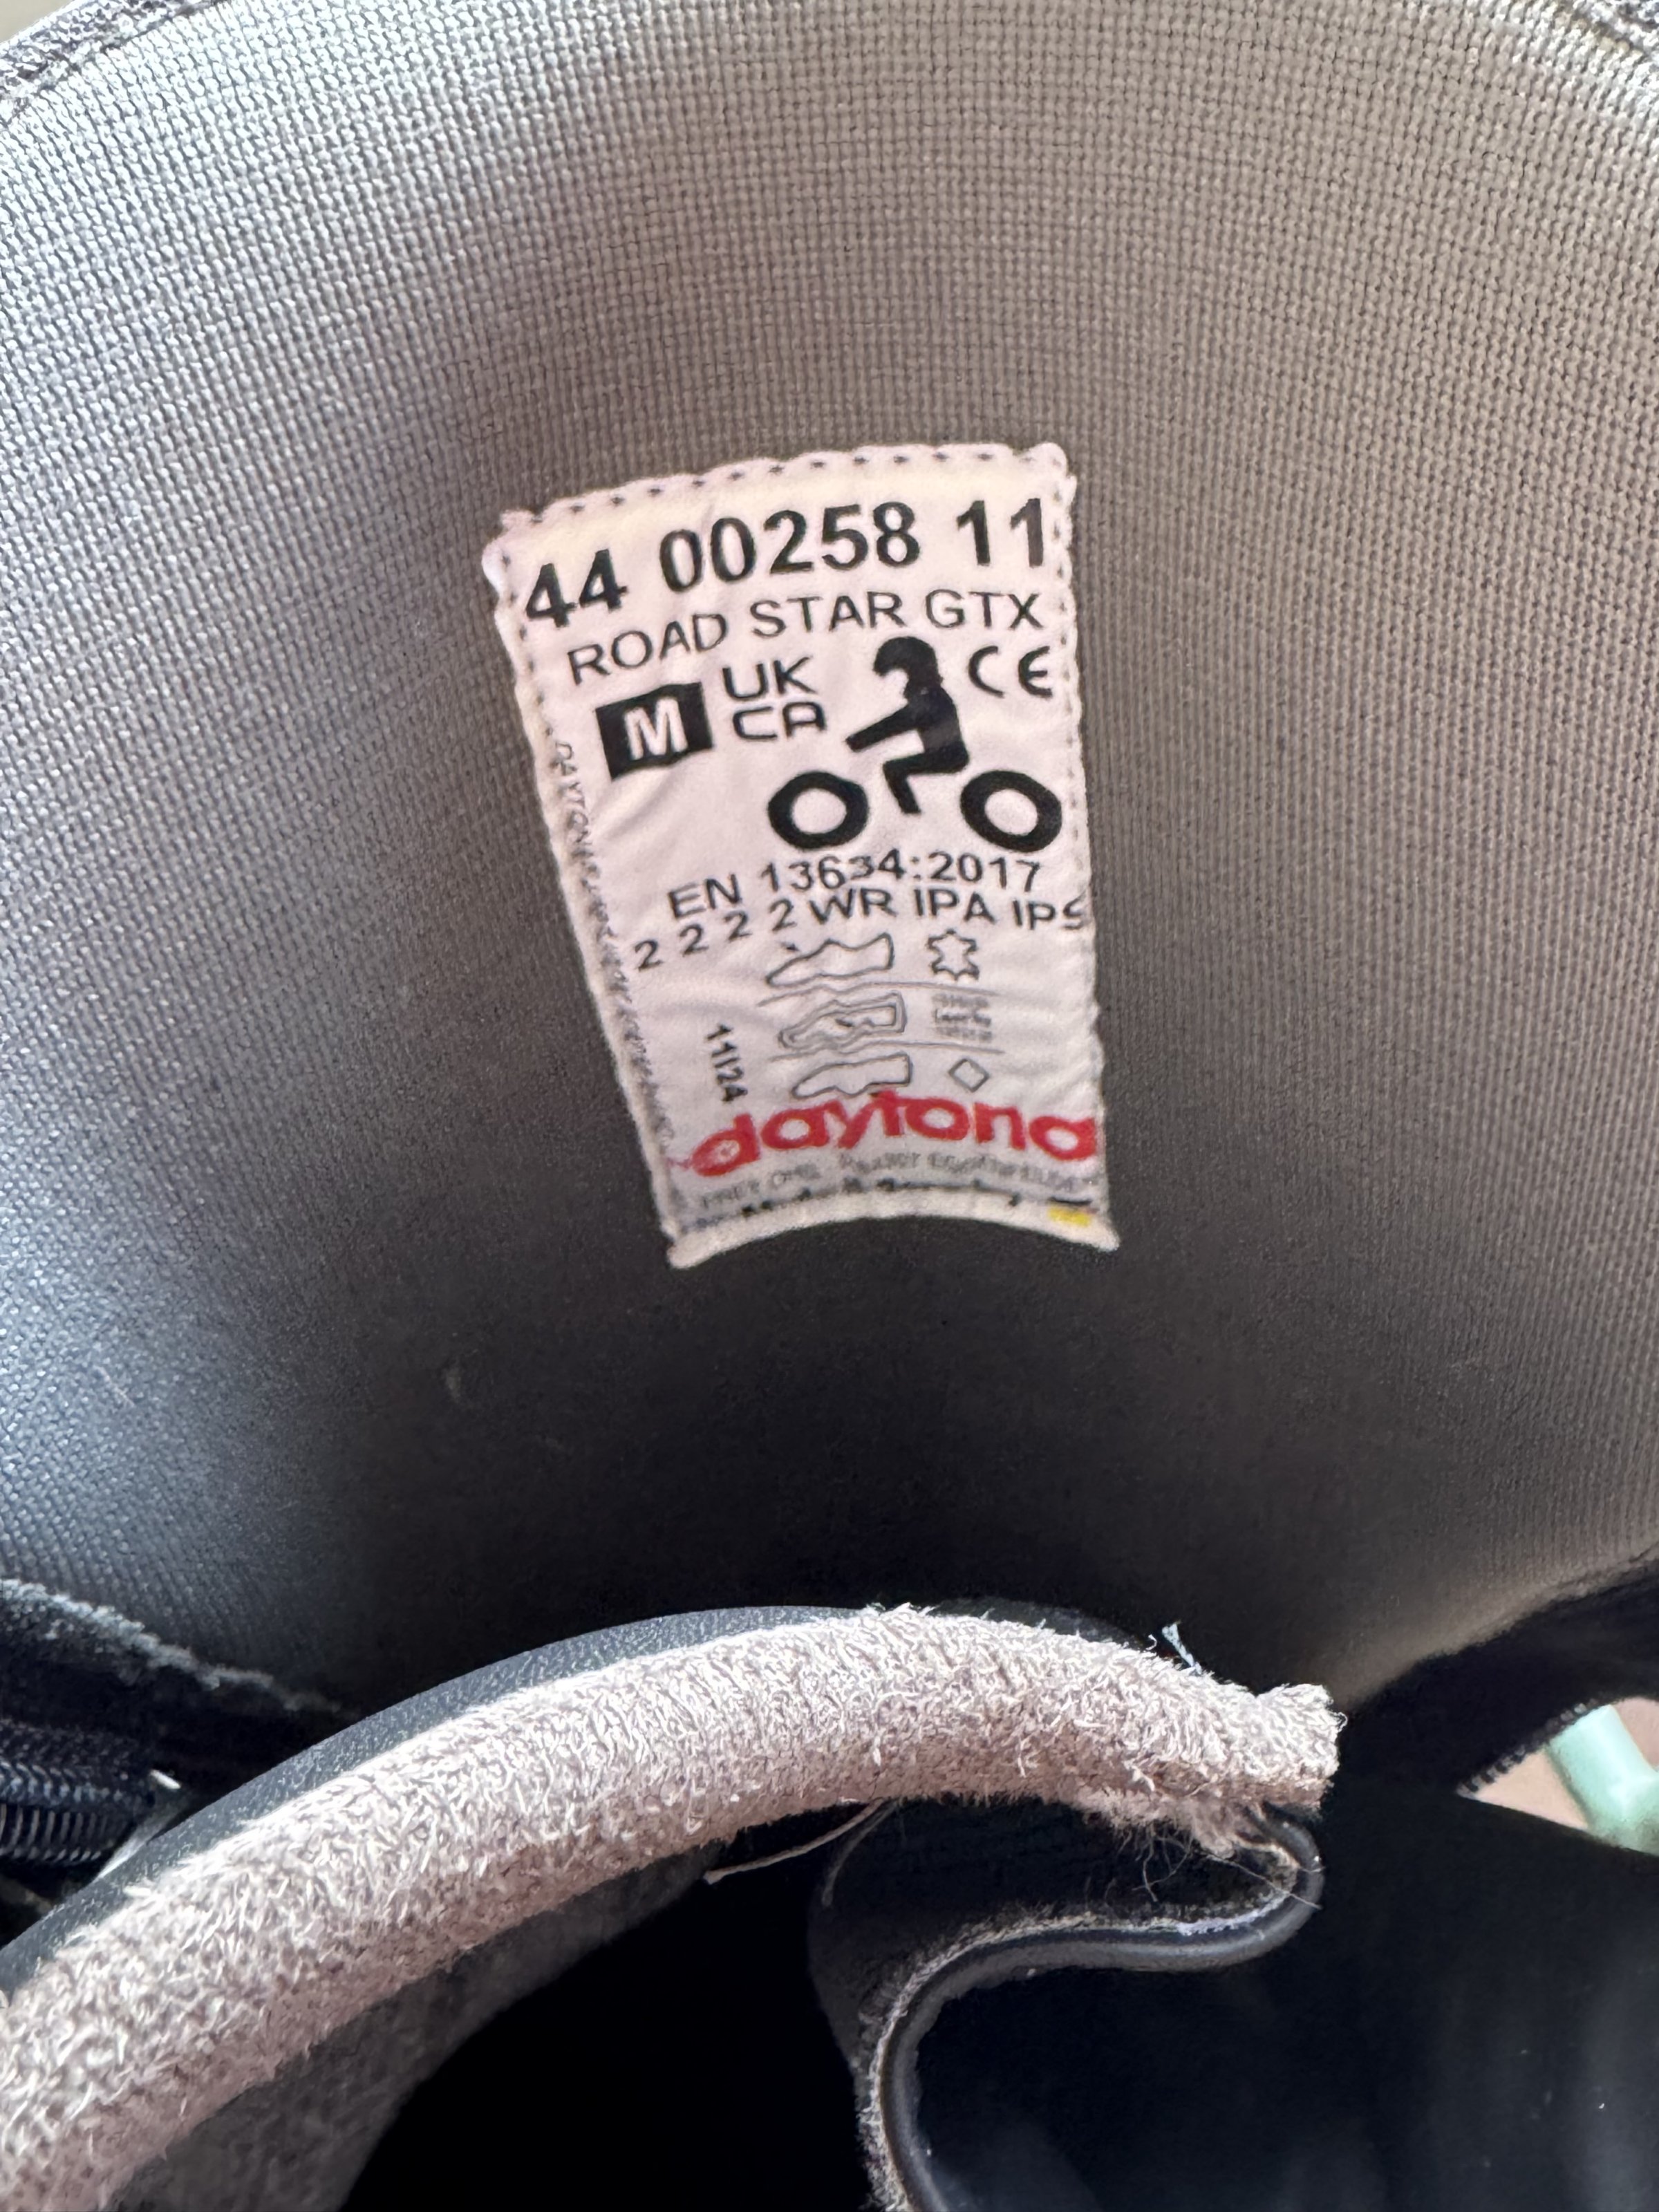 44 00258 11
ROAD STAR GTX
M
UK
CA
CE
EN 13634:2017
2 2 2 2 WR IPA IPS
11/24
daytona